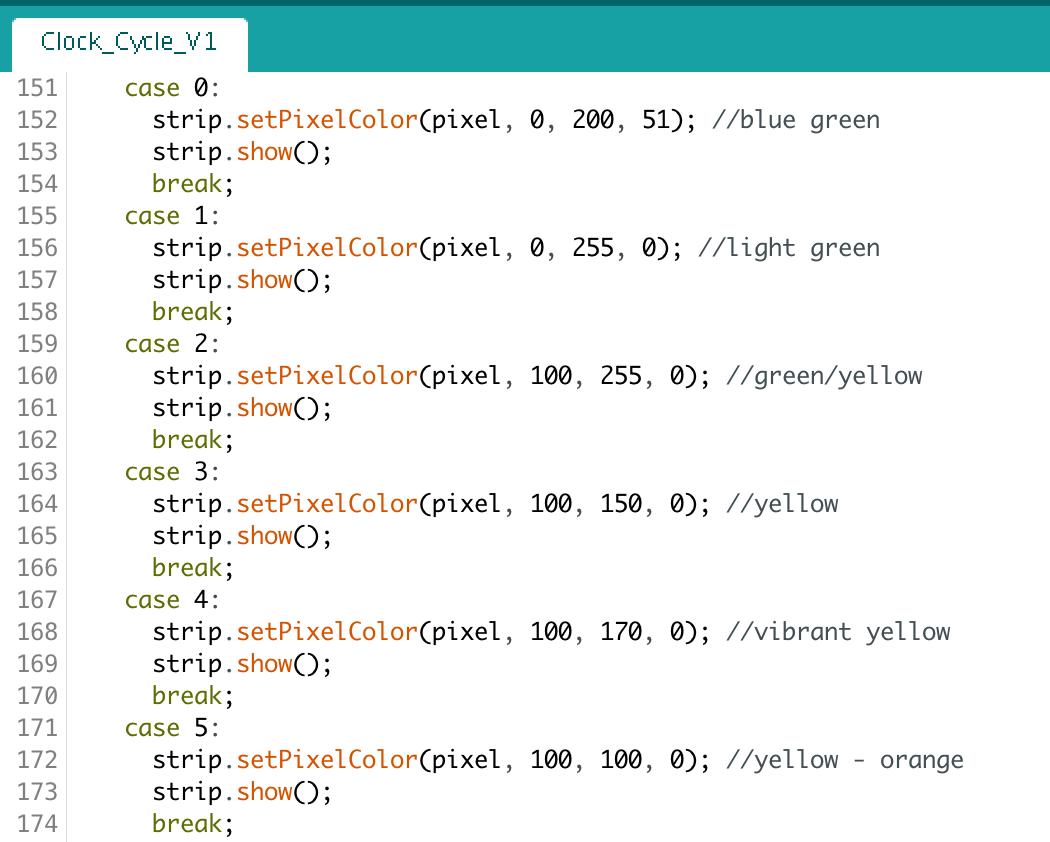 Clock_Cycle_V1
151 case 0:
152 strip.setPixelColor(pixel, 0, 200, 51); //blue green
153 strip.show();
154 break;
155 case 1:
156 strip.setPixelColor(pixel, 0, 255, 0); //light green
157 strip.show();
158 break;
159 case 2:
160 strip.setPixelColor(pixel, 100, 255, 0); //green/yellow
161 strip.show();
162 break;
163 case 3:
164 strip.setPixelColor(pixel, 100, 150, 0); //yellow
165 strip.show();
166 break;
167 case 4:
168 strip.setPixelColor(pixel, 100, 170, 0); //vibrant yellow
169 strip.show();
170 break;
171 case 5:
172 strip.setPixelColor(pixel, 100, 100, 0); //yellow - orange
173 strip.show();
174 break;